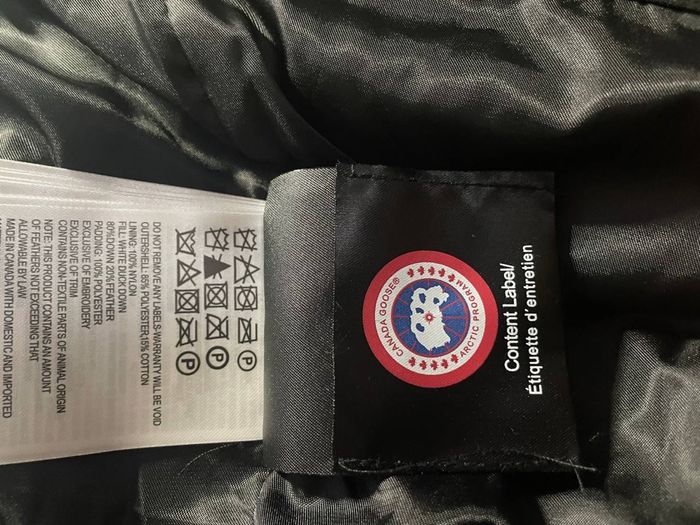 CANADA GOOSE®
ARCTIC PROGRAM
Content Label/
Étiquette d'entretien
P
P
P
DO NOT REMOVE ANY LABELS-WARRANTY WILL BE VOID
OUTERSHELL: 85% POLYESTER,15% COTTON
LINING: 100% NYLON
FILL: WHITE DUCK DOWN
80%DOWN 20% FEATHER
PADDING: 100% POLYESTER
EXCLUSIVE OF EMBROIDERY
EXCLUSIVE OF TRIM
CONTAINS NON-TEXTILE PARTS OF ANIMAL ORIGIN
NOTE: THIS PRODUCT CONTAINS AN AMOUNT
OF FEATHERS NOT EXCEEDING THAT
ALLOWABLE BY LAW
MADE IN CANADA WITH DOMESTIC AND IMPORTED